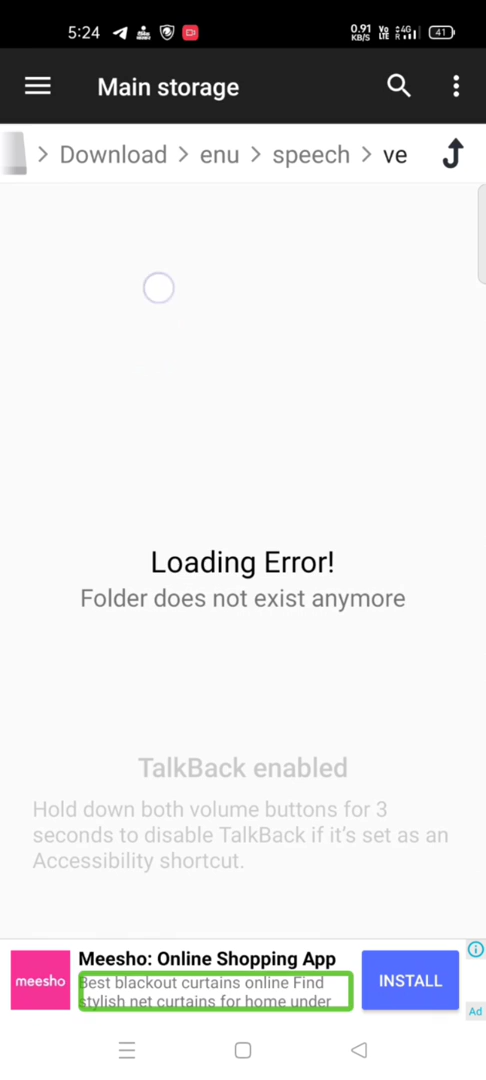 5:24
0.91 KB/S Vo LTE 4G R 41
Main storage
Download > enu > speech > ve
Loading Error!
Folder does not exist anymore
TalkBack enabled
Hold down both volume buttons for 3
seconds to disable TalkBack if it's set as an
Accessibility shortcut.
meesho
Meesho: Online Shopping App
Best blackout curtains online Find
stylish net curtains for home under
INSTALL
Ad